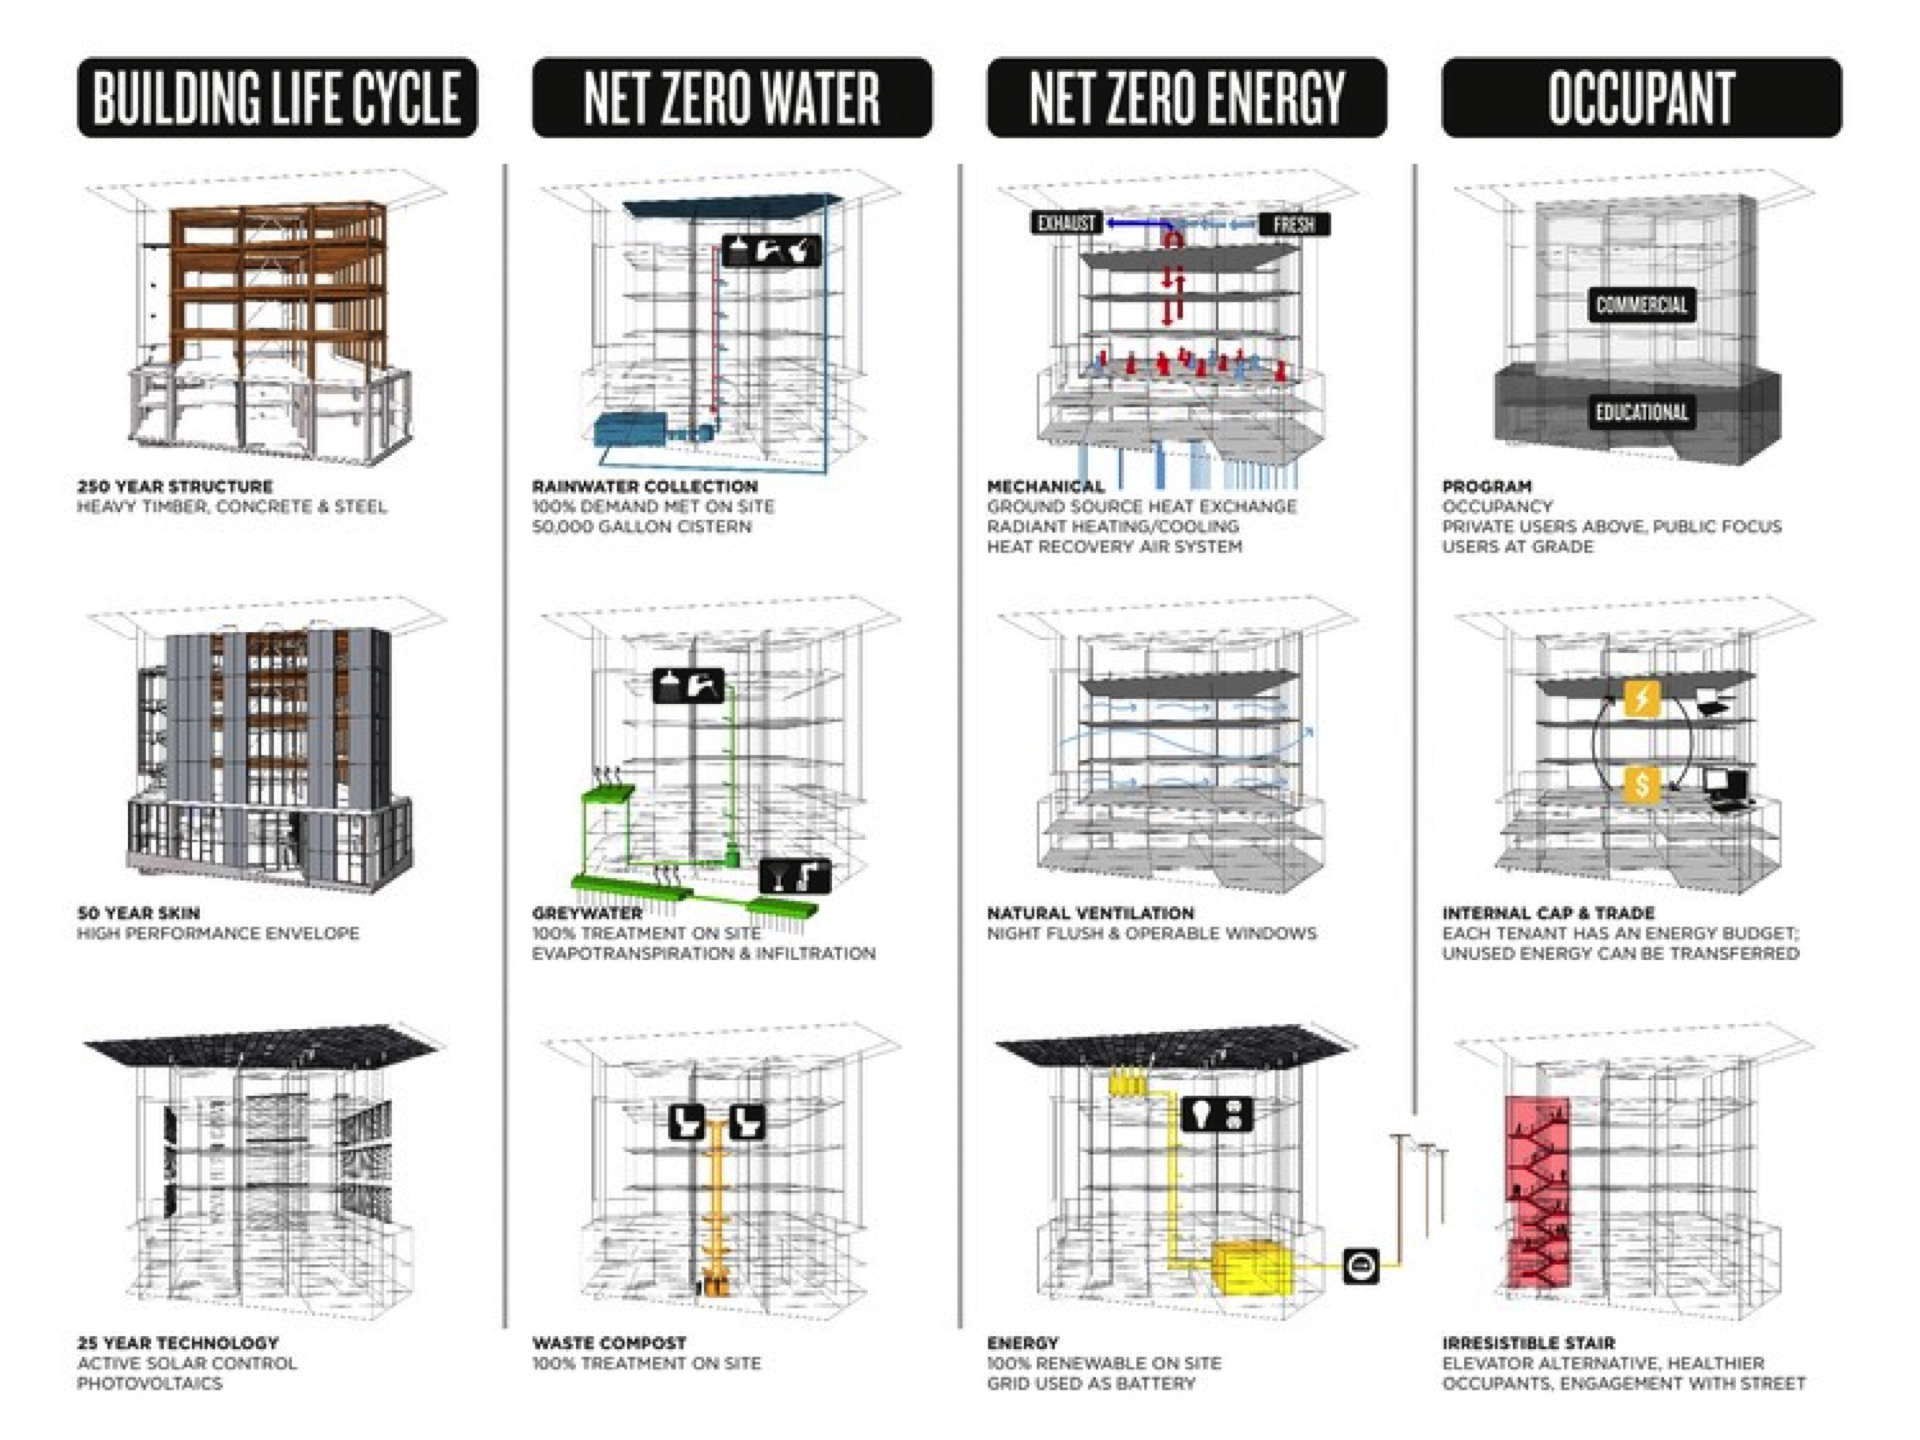 BUILDING LIFE CYCLE
250 YEAR STRUCTURE
HEAVY TIMBER, CONCRETE & STEEL
50 YEAR SKIN
HIGH PERFORMANCE ENVELOPE
25 YEAR TECHNOLOGY
ACTIVE SOLAR CONTROL
PHOTOVOLTAICS
NET ZERO WATER
RAINWATER COLLECTION
100% DEMAND MET ON SITE
50,000 GALLON CISTERN
GREYWATER
100% TREATMENT ON SITE
EVAPOTRANSPIRATION & INFILTRATION
WASTE COMPOST
100% TREATMENT ON SITE
NET ZERO ENERGY
EXHAUST
FRESH
MECHANICAL
GROUND SOURCE HEAT EXCHANGE
RADIANT HEATING/COOLING
HEAT RECOVERY AIR SYSTEM
NATURAL VENTILATION
NIGHT FLUSH & OPERABLE WINDOWS
ENERGY
100% RENEWABLE ON SITE
GRID USED AS BATTERY
OCCUPANT
COMMERCIAL
EDUCATIONAL
PROGRAM
OCCUPANCY
PRIVATE USERS ABOVE, PUBLIC FOCUS
USERS AT GRADE
$
INTERNAL CAP & TRADE
EACH TENANT HAS AN ENERGY BUDGET;
UNUSED ENERGY CAN BE TRANSFERRED
IRRESISTIBLE STAIR
ELEVATOR ALTERNATIVE, HEALTHIER
OCCUPANTS, ENGAGEMENT WITH STREET